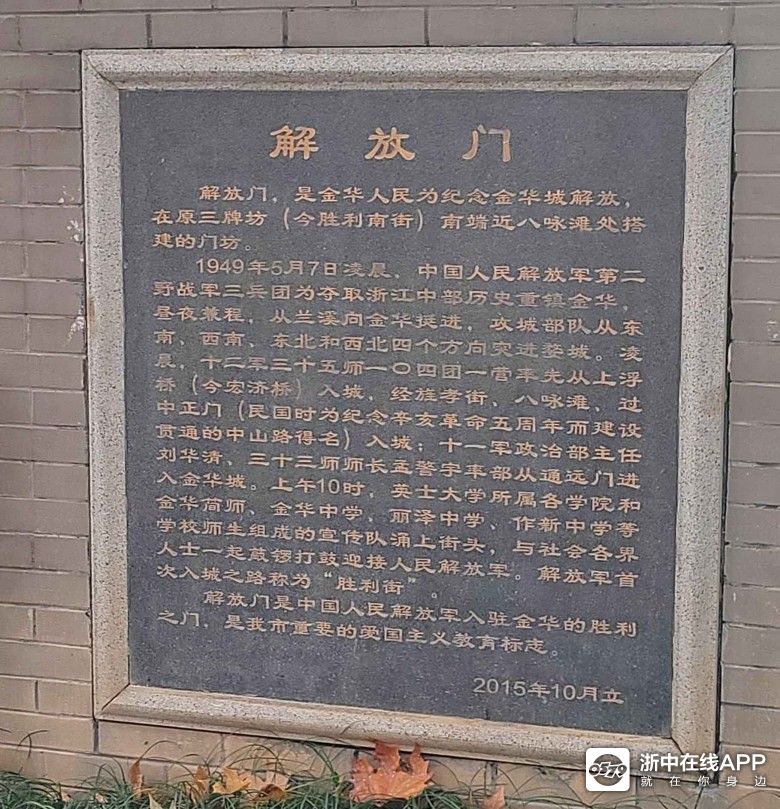 解放门
解放门，是金华人民为纪念金华城解放，
在原三牌坊（今胜利南街）南端近八咏滩处搭
建的门坊。
1949年5月7日凌晨，中国人民解放军第二
野战军三兵团为夺取浙江中部历史重镇金华，
昼夜兼程，从兰溪向金华挺进，攻城部队从东
南、西南、东北和西北四个方向突进婺城。凌
晨，十二军三十五师一〇四团一营率先从上浮
桥（今宏济桥）入城，经旌孝街、八咏滩、过
中正门（民国时为纪念辛亥革命五周年而建设
贯通的中山路得名）入城；十一军政治部主任
刘华清、三十三师师长孟警宇率部从通远门进
入金华城。上午10时，英士大学所属各学院和
金华简师、金华中学、丽泽中学、作新中学等
学校师生组成的宣传队涌上街头，与社会各界
人士一起敲锣打鼓迎接人民解放军。解放军首
次入城之路称为“胜利街”。
解放门是中国人民解放军入驻金华的胜利
之门，是我市重要的爱国主义教育标志。
2015年10月立
浙中在线APP
就在你身边